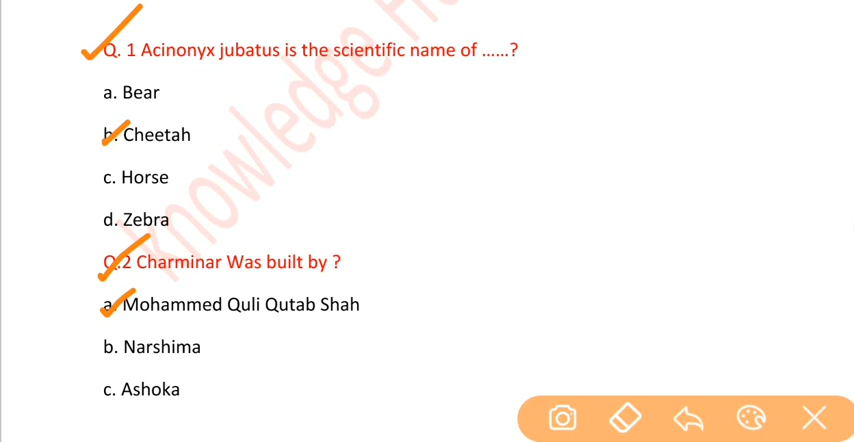 Q. 1 Acinonyx jubatus is the scientific name of ......?
a. Bear
b. Cheetah
c. Horse
d. Zebra
Q.2 Charminar Was built by ?
a. Mohammed Quli Qutab Shah
b. Narshima
c. Ashoka
knowledge